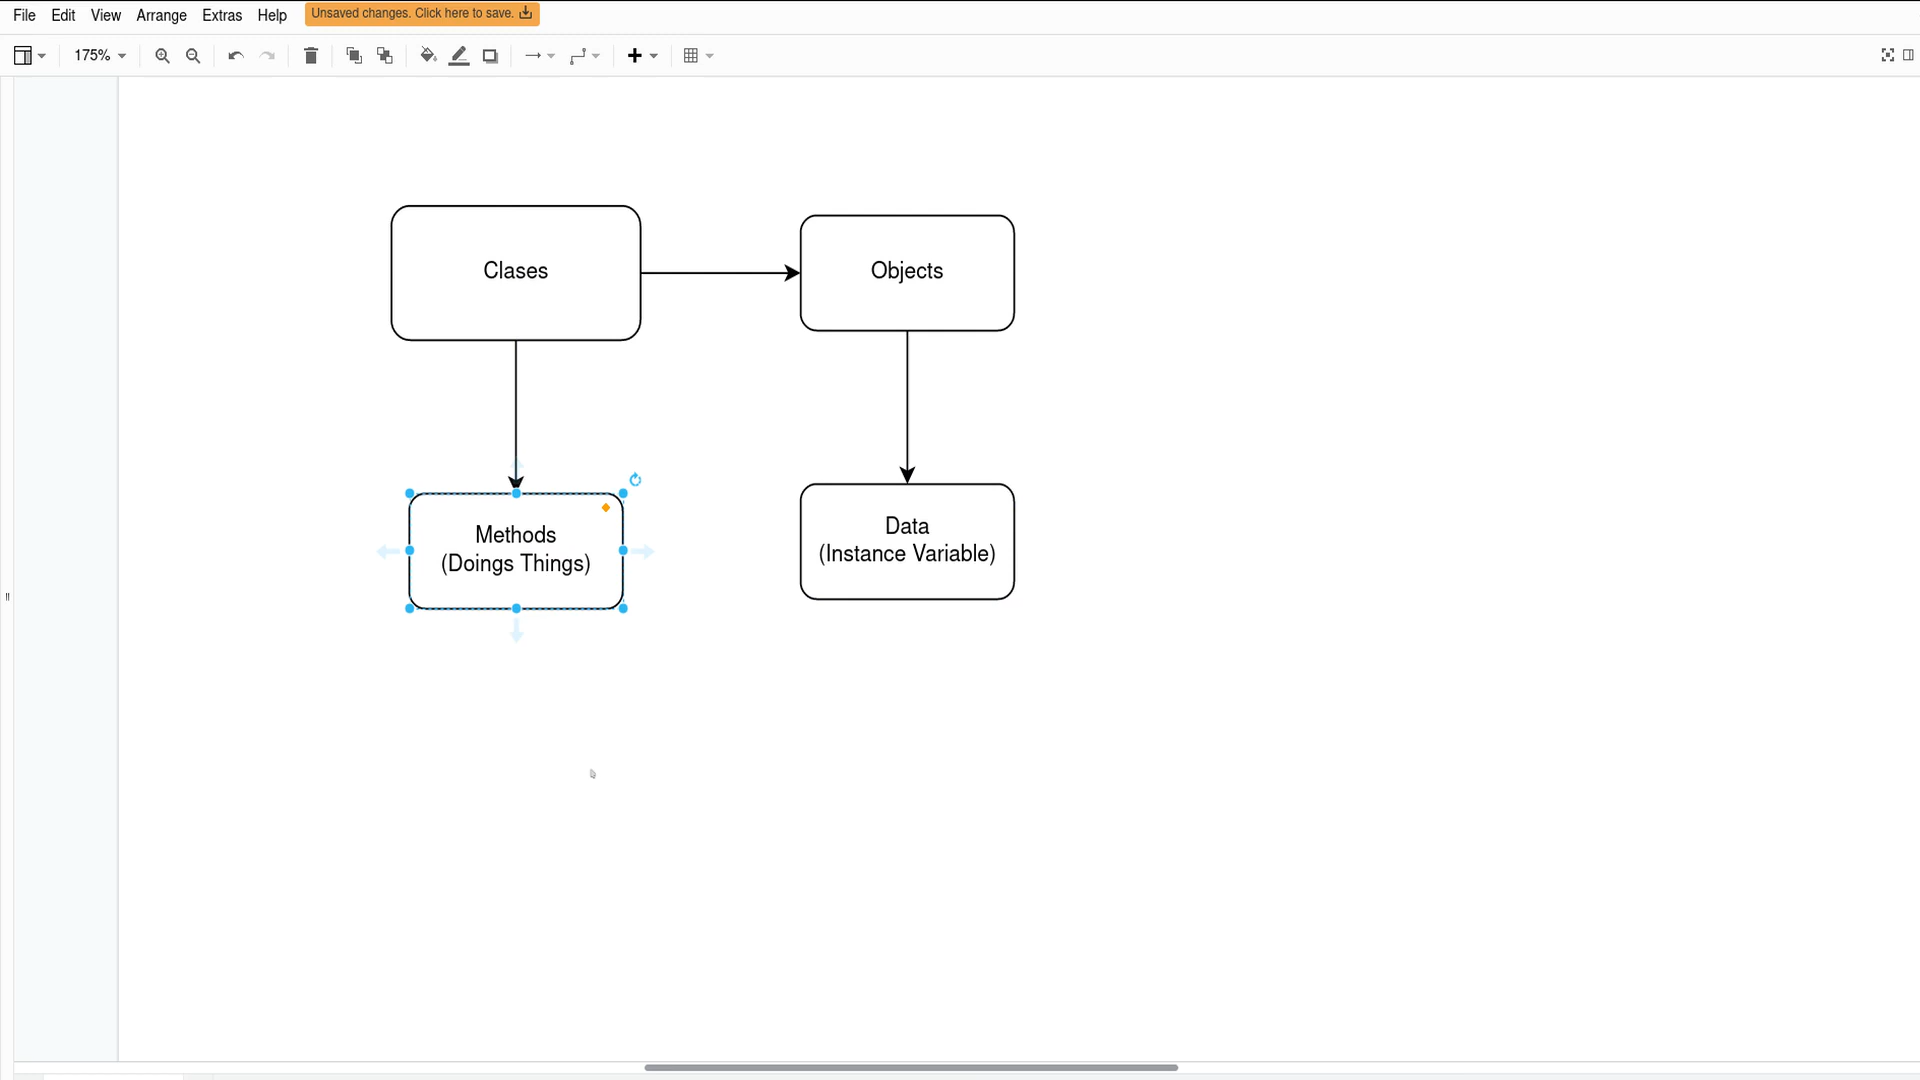 File Edit View Arrange Extras Help Unsaved changes. Click here to save.
175%
Clases
Objects
Methods
(Doings Things)
Data
(Instance Variable)